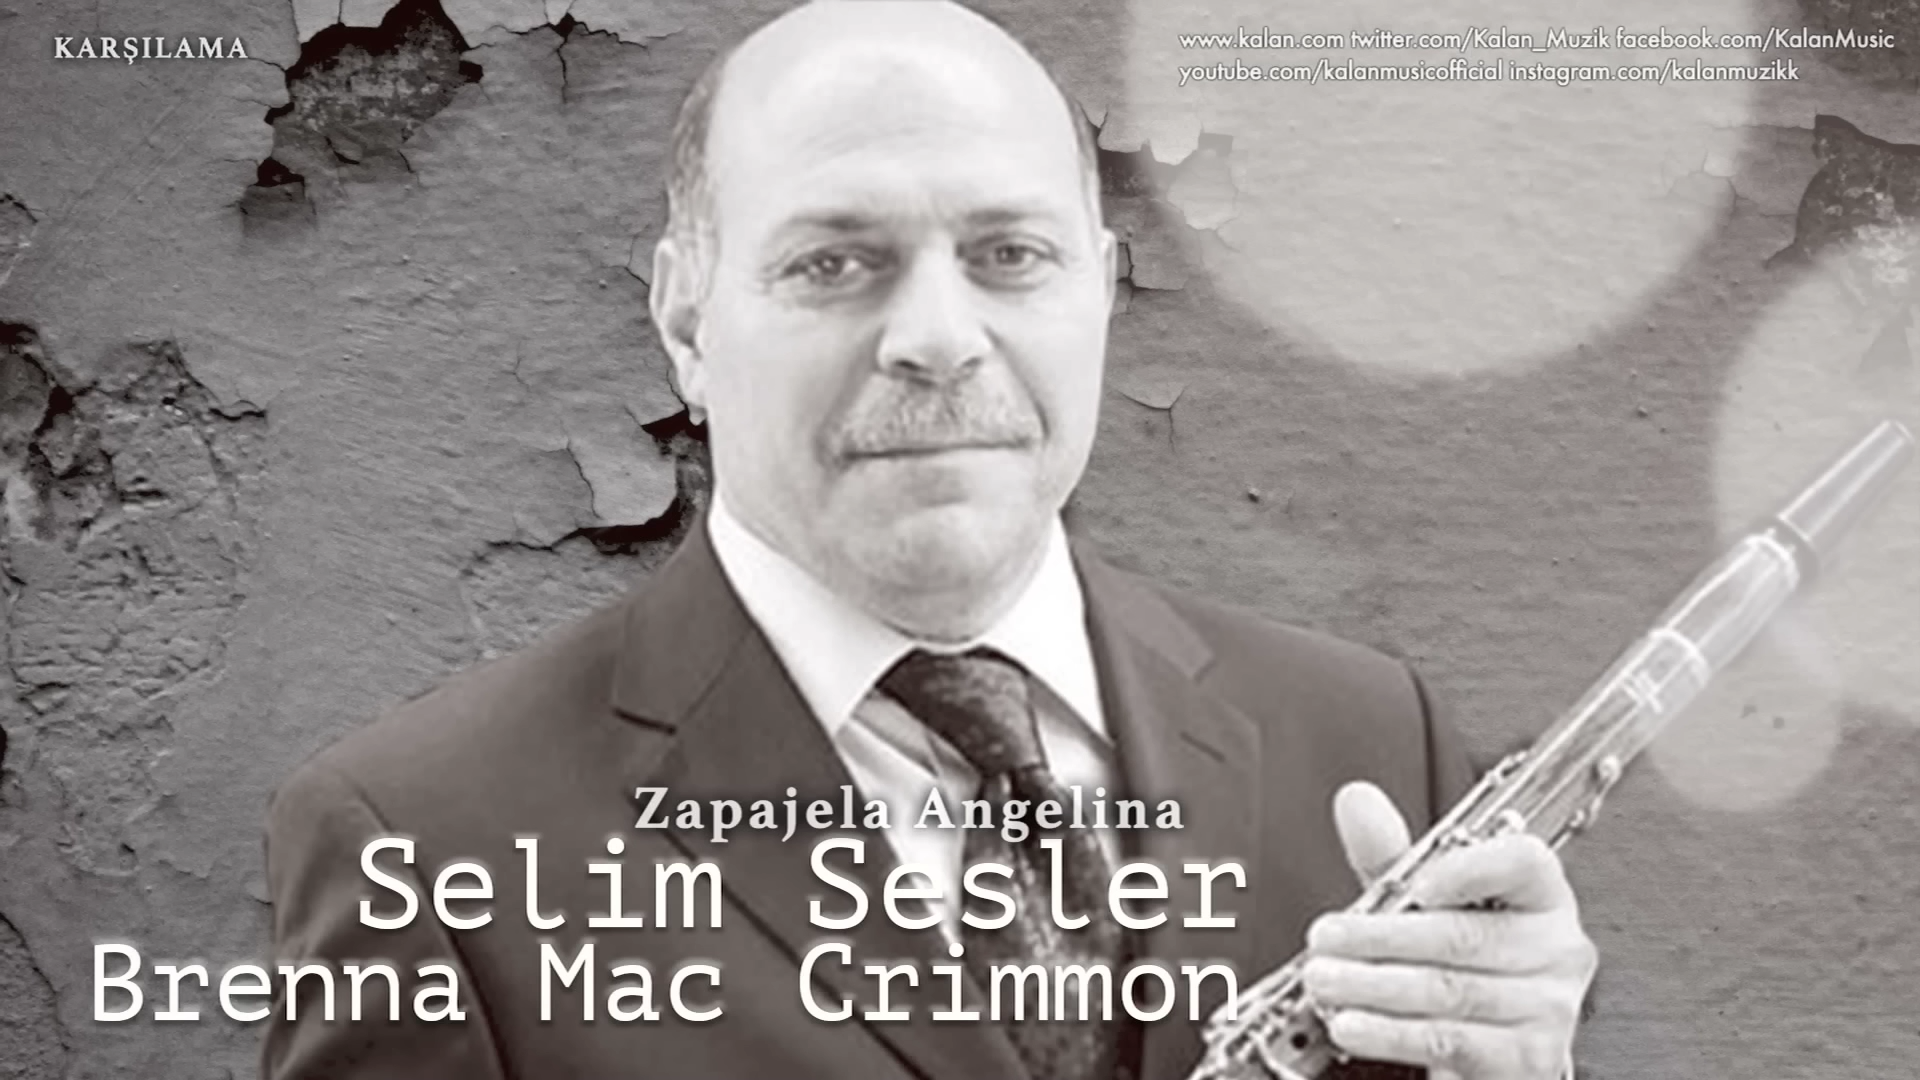 KARŞILAMA
www.kalan.com twitter.com/Kalan_Muzik facebook.com/KalanMusic
youtube.com/kalanmusicofficial instagram.com/kalanmuzikk
Zapajela Angelina
Selim Sesler
Brenna Mac Crimmon